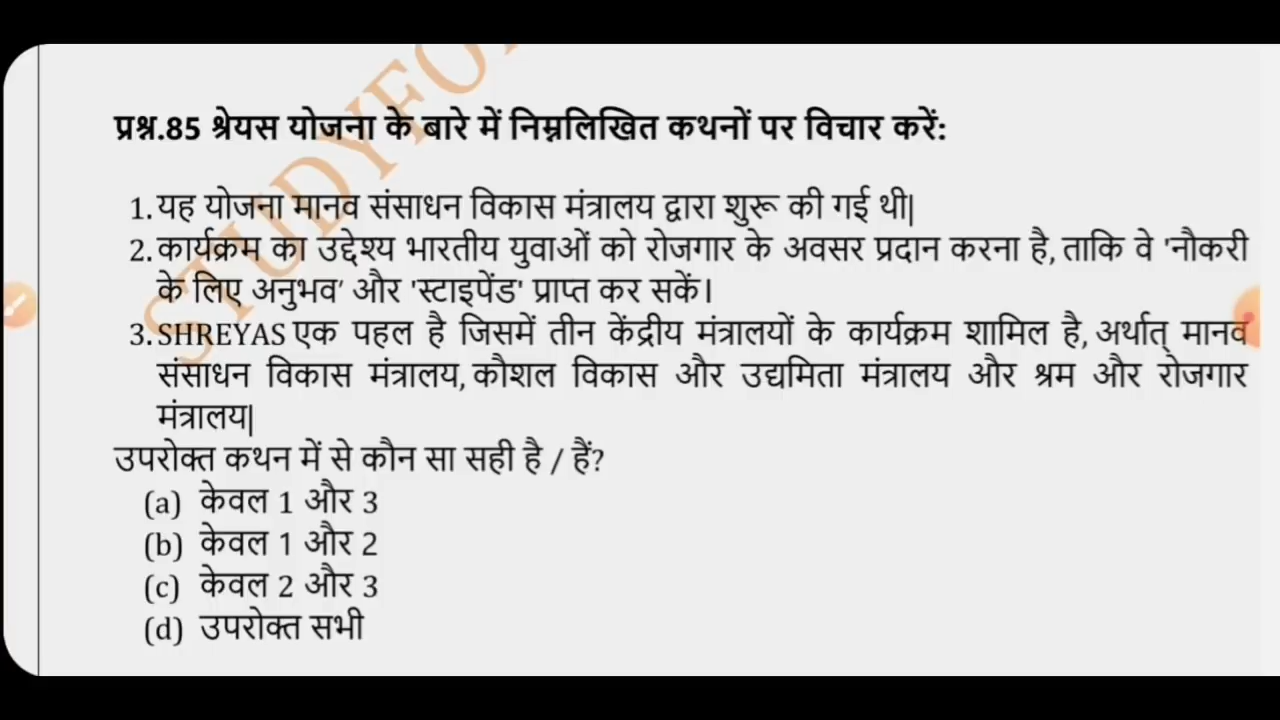 प्रश्न.85 श्रेयस योजना के बारे में निम्नलिखित कथनों पर विचार करें:
1. यह योजना मानव संसाधन विकास मंत्रालय द्वारा शुरू की गई थी|
2. कार्यक्रम का उद्देश्य भारतीय युवाओं को रोजगार के अवसर प्रदान करना है, ताकि वे 'नौकरी
के लिए अनुभव’ और 'स्टाइपेंड' प्राप्त कर सकें।
3. SHREYAS एक पहल है जिसमें तीन केंद्रीय मंत्रालयों के कार्यक्रम शामिल है, अर्थात् मानव
संसाधन विकास मंत्रालय, कौशल विकास और उद्यमिता मंत्रालय और श्रम और रोजगार
मंत्रालय|
उपरोक्त कथन में से कौन सा सही है / हैं?
(a) केवल 1 और 3
(b) केवल 1 और 2
(c) केवल 2 और 3
(d) उपरोक्त सभी
STUDYFO